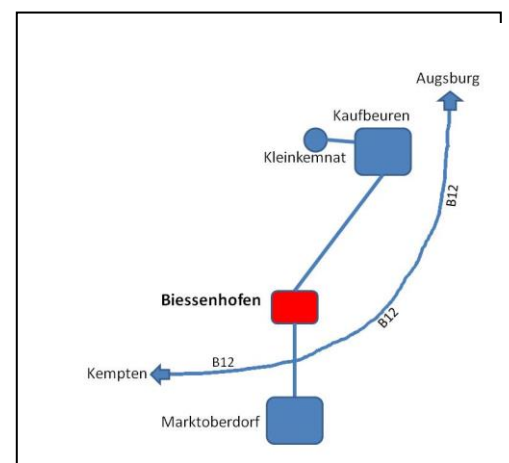 Augsburg
Kaufbeuren
Kleinkemnat
B12
Biessenhofen
B12
B12
Kempten
Marktoberdorf